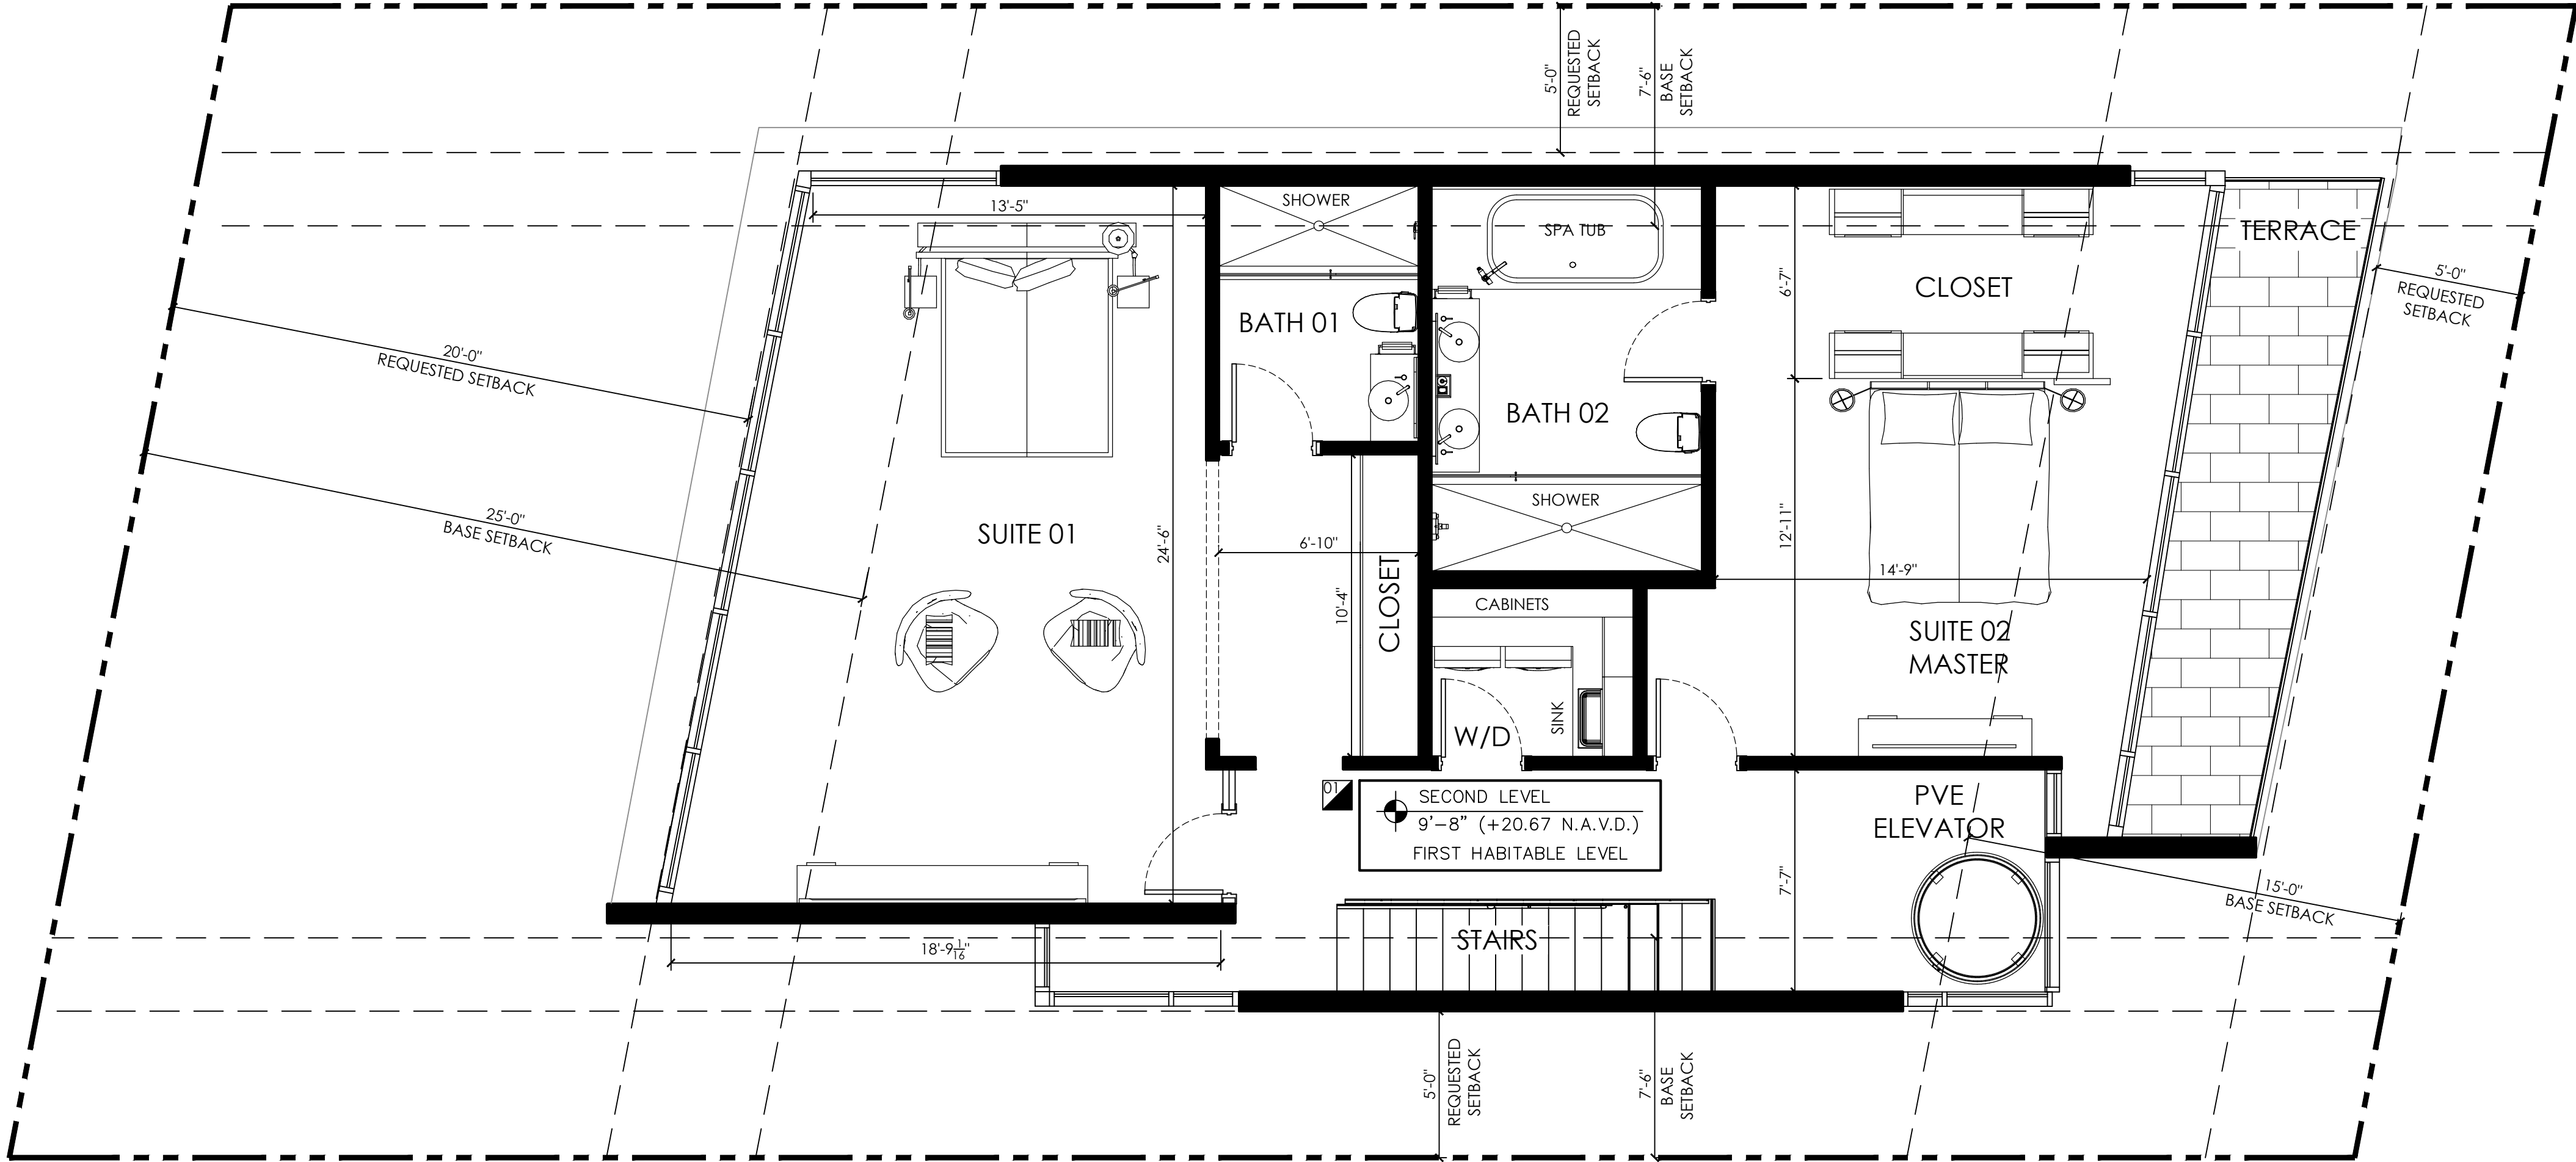 5'-0"
REQUESTED
SETBACK
7'-6"
BASE
SETBACK
13'-5"
SHOWER
SPA TUB
TERRACE
5'-0"
REQUESTED
SETBACK
6'-7"
CLOSET
BATH 01
20'-0"
REQUESTED SETBACK
BATH 02
25'-0"
BASE SETBACK
SUITE 01
24'-6"
6'-10"
SHOWER
12'-11"
14'-9"
10'-4"
CLOSET
CABINETS
SUITE 02
MASTER
SINK
W/D
01
SECOND LEVEL
9'-8" (+20.67 N.A.V.D.)
FIRST HABITABLE LEVEL
PVE
ELEVATOR
7'-7"
15'-0"
BASE SETBACK
STAIRS
18'-9 1/16"
5'-0"
REQUESTED
SETBACK
7'-6"
BASE
SETBACK